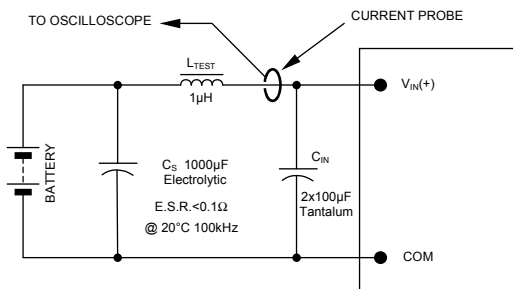 TO OSCILLOSCOPE
CURRENT PROBE
LTEST
1µH
VIN(+)
BATTERY
CS 1000µF
Electrolytic
E.S.R.<0.1Ω
@ 20°C 100kHz
CIN
2x100µF
Tantalum
COM